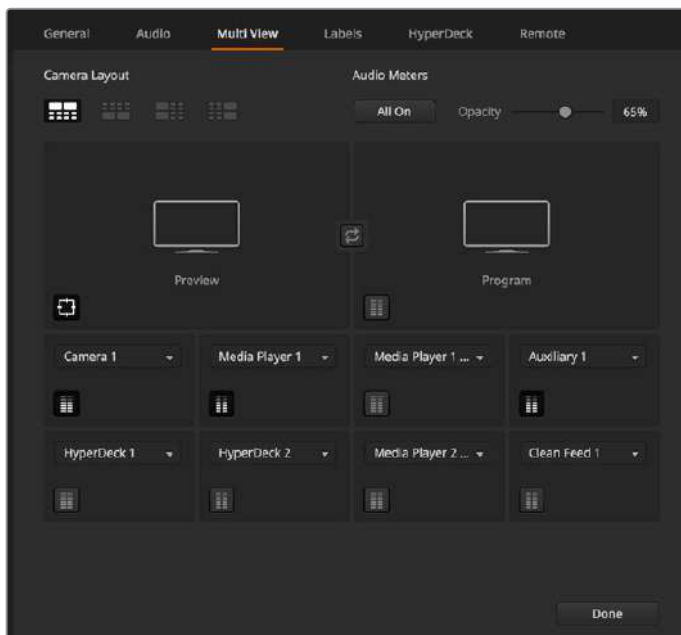 General Audio Multi View Labels HyperDeck Remote
Camera Layout Audio Meters
All On Opacity 65%
Preview Program
Camera 1 Media Player 1 Media Player 1 ... Auxiliary 1
HyperDeck 1 HyperDeck 2 Media Player 2 ... Clean Feed 1
Done